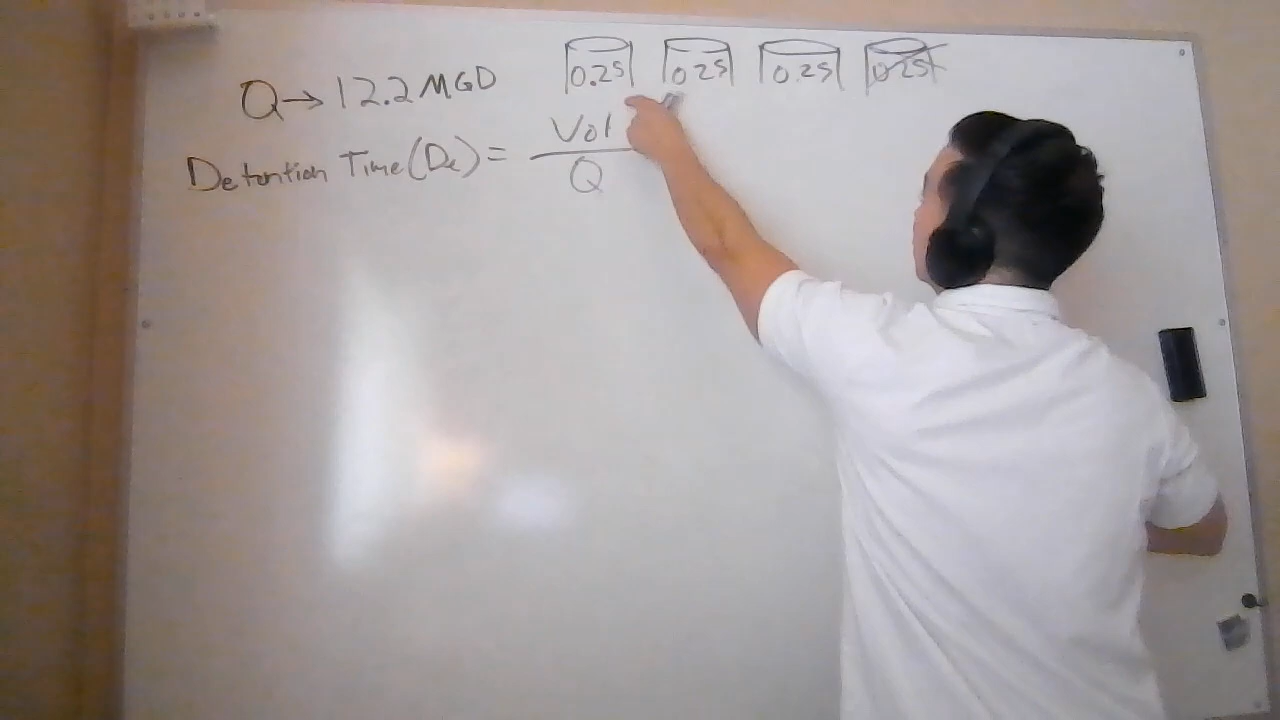 Q → 12.2 MGD
0.25 0.25 0.25 0.25
Detention Time (Dt) = Vol / Q